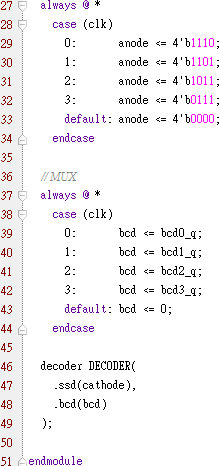 27 always @ *
28 case (clk)
29 0: anode <= 4'b1110;
30 1: anode <= 4'b1101;
31 2: anode <= 4'b1011;
32 3: anode <= 4'b0111;
33 default: anode <= 4'b0000;
34 endcase
35
36 // MUX
37 always @ *
38 case (clk)
39 0: bcd <= bcd0_q;
40 1: bcd <= bcd1_q;
41 2: bcd <= bcd2_q;
42 3: bcd <= bcd3_q;
43 default: bcd <= 0;
44 endcase
45
46 decoder DECODER(
47 .ssd(cathode),
48 .bcd(bcd)
49 );
50
51 endmodule